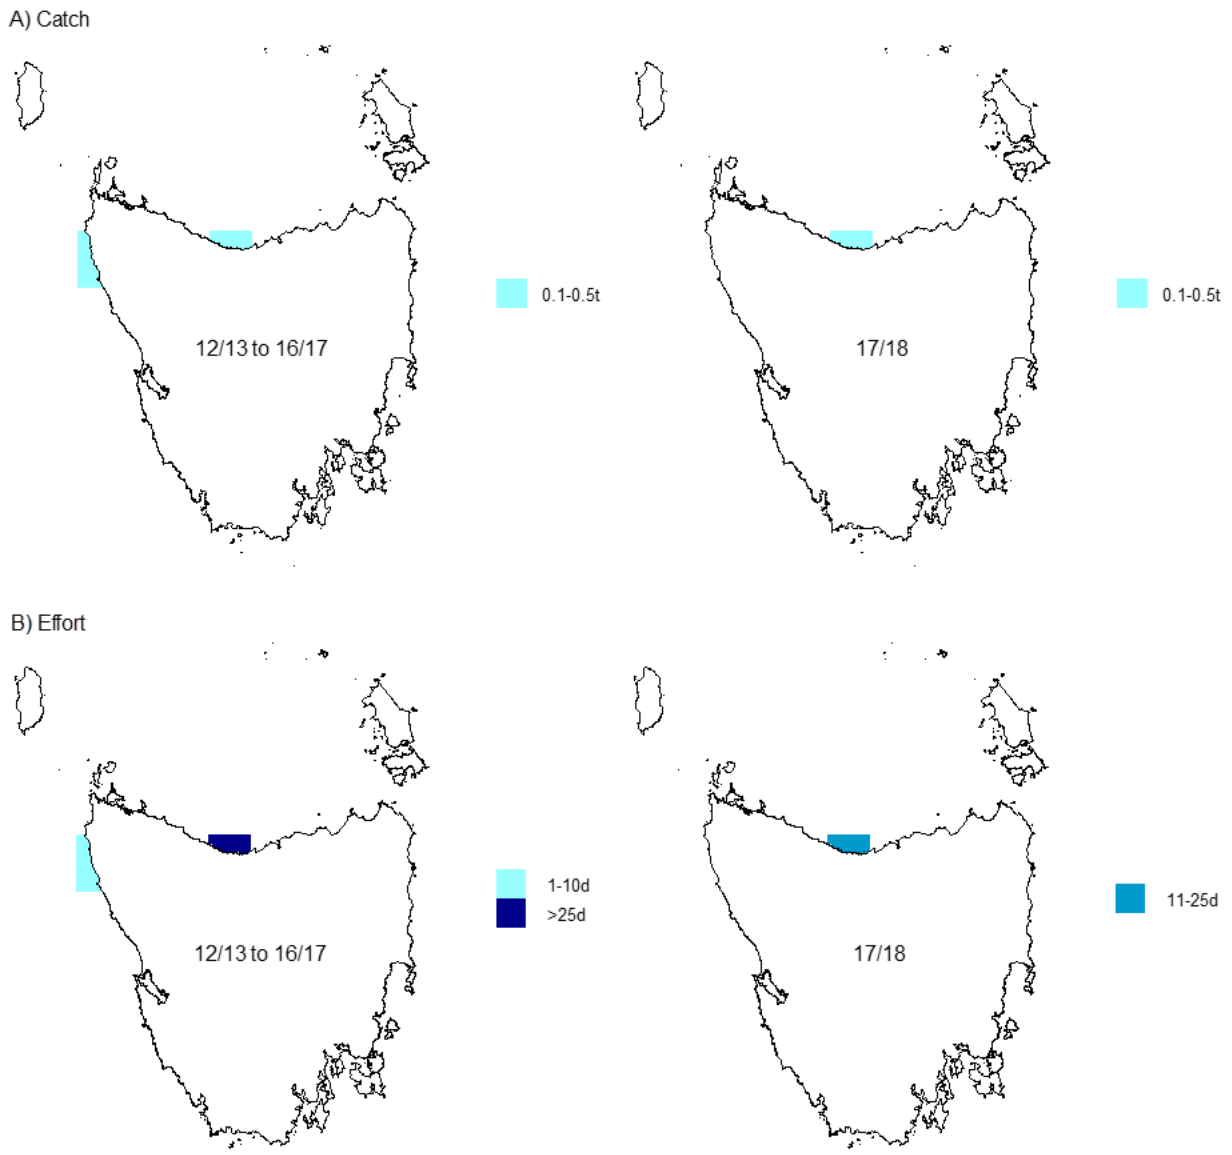 A) Catch
0.1-0.5t
0.1-0.5t
12/13 to 16/17
17/18
B) Effort
1-10d
>25d
11-25d
12/13 to 16/17
17/18